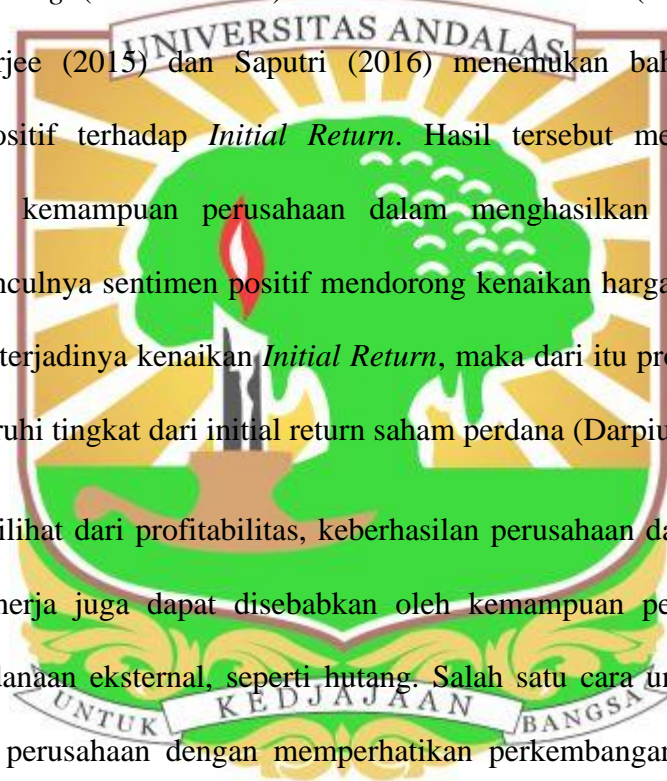 UNIVERSITAS ANDALAS
rjee (2015) dan Saputri (2016) menemukan bah
ositif terhadap Initial Return. Hasil tersebut me
kemampuan perusahaan dalam menghasilkan
nculnya sentimen positif mendorong kenaikan harga
terjadinya kenaikan Initial Return, maka dari itu pro
ruhi tingkat dari initial return saham perdana (Darpiu
ilihat dari profitabilitas, keberhasilan perusahaan da
nerja juga dapat disebabkan oleh kemampuan pe
danaan eksternal, seperti hutang. Salah satu cara u
UNTUK KEDJAJAAN BANGSA
perusahaan dengan memperhatikan perkembangan